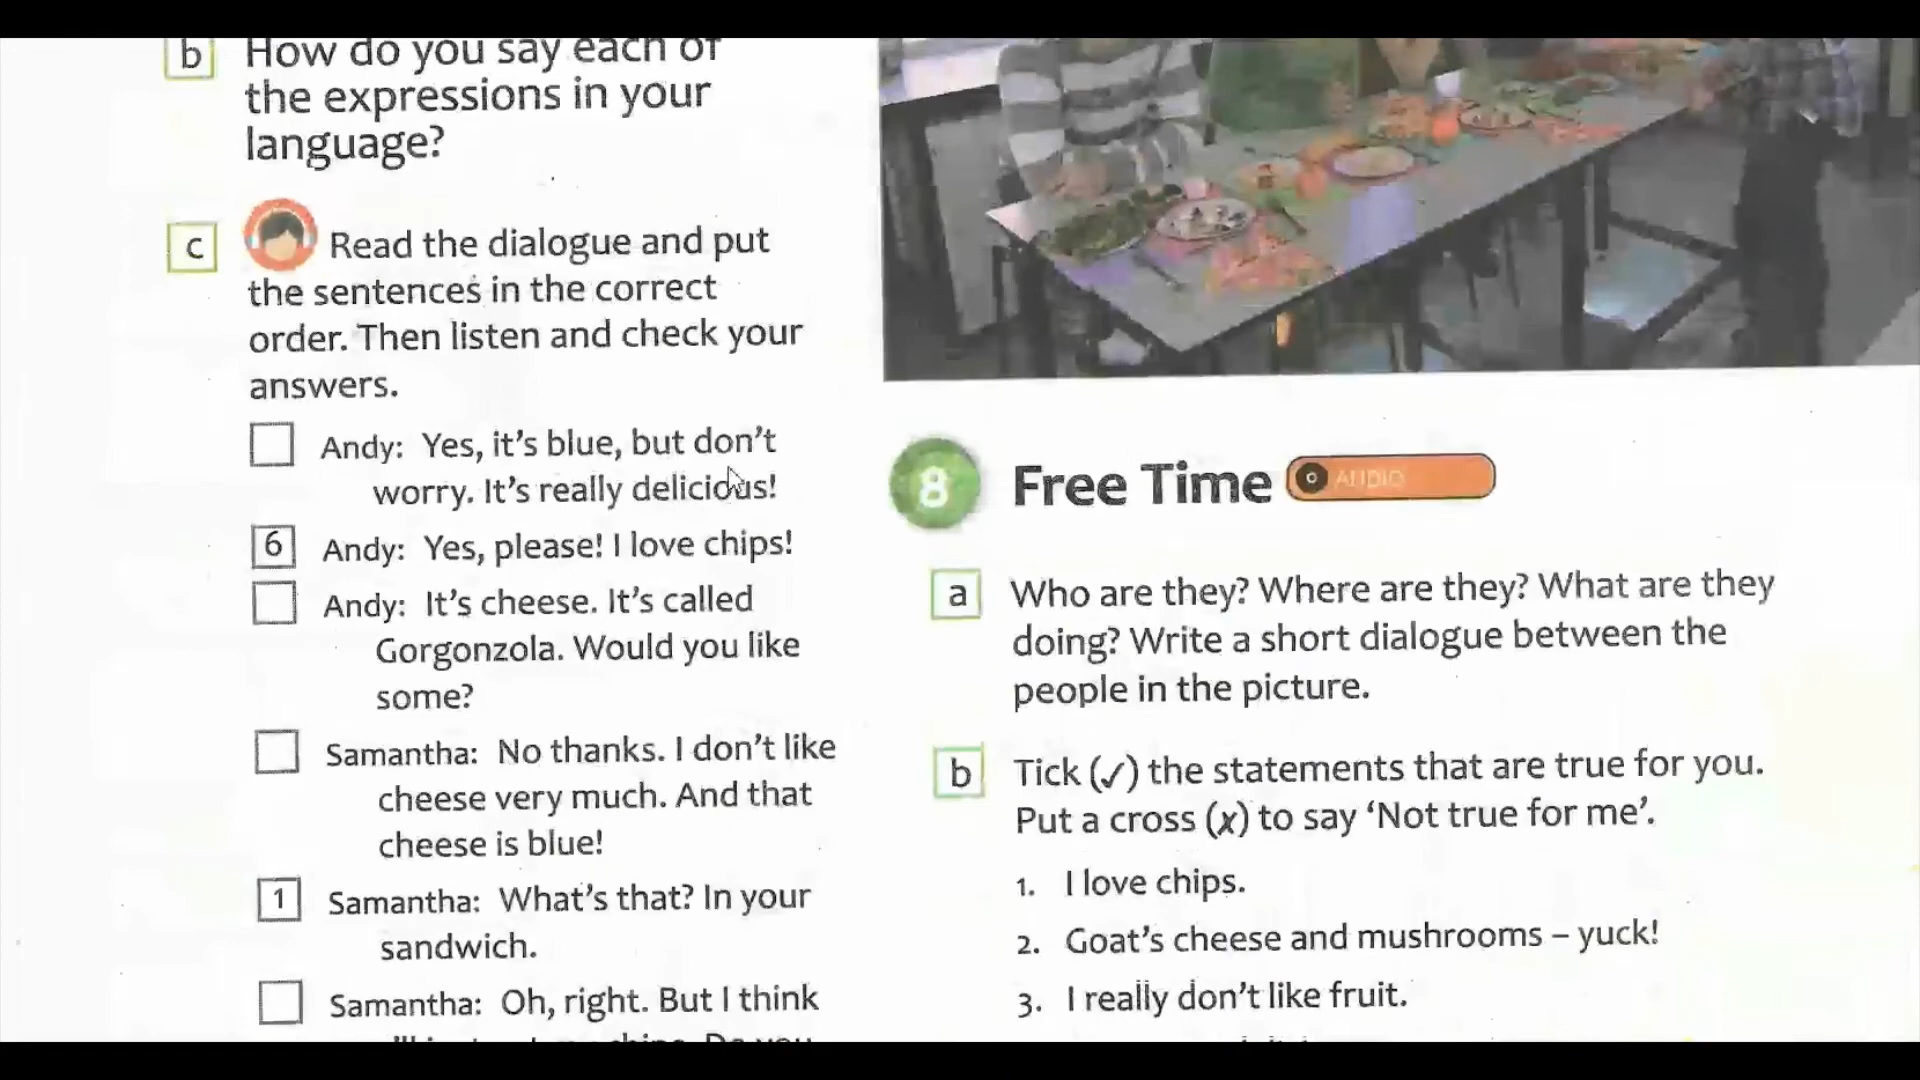 b How do you say each of
the expressions in your
language?
c Read the dialogue and put
the sentences in the correct
order. Then listen and check your
answers.
Andy: Yes, it's blue, but don't
worry. It's really delicious!
6 Andy: Yes, please! I love chips!
Andy: It's cheese. It's called
Gorgonzola. Would you like
some?
Samantha: No thanks. I don't like
cheese very much. And that
cheese is blue!
1 Samantha: What's that? In your
sandwich.
Samantha: Oh, right. But I think
8 Free Time AUDIO
a Who are they? Where are they? What are they
doing? Write a short dialogue between the
people in the picture.
b Tick (✓) the statements that are true for you.
Put a cross (x) to say 'Not true for me'.
1. I love chips.
2. Goat's cheese and mushrooms – yuck!
3. I really don't like fruit.